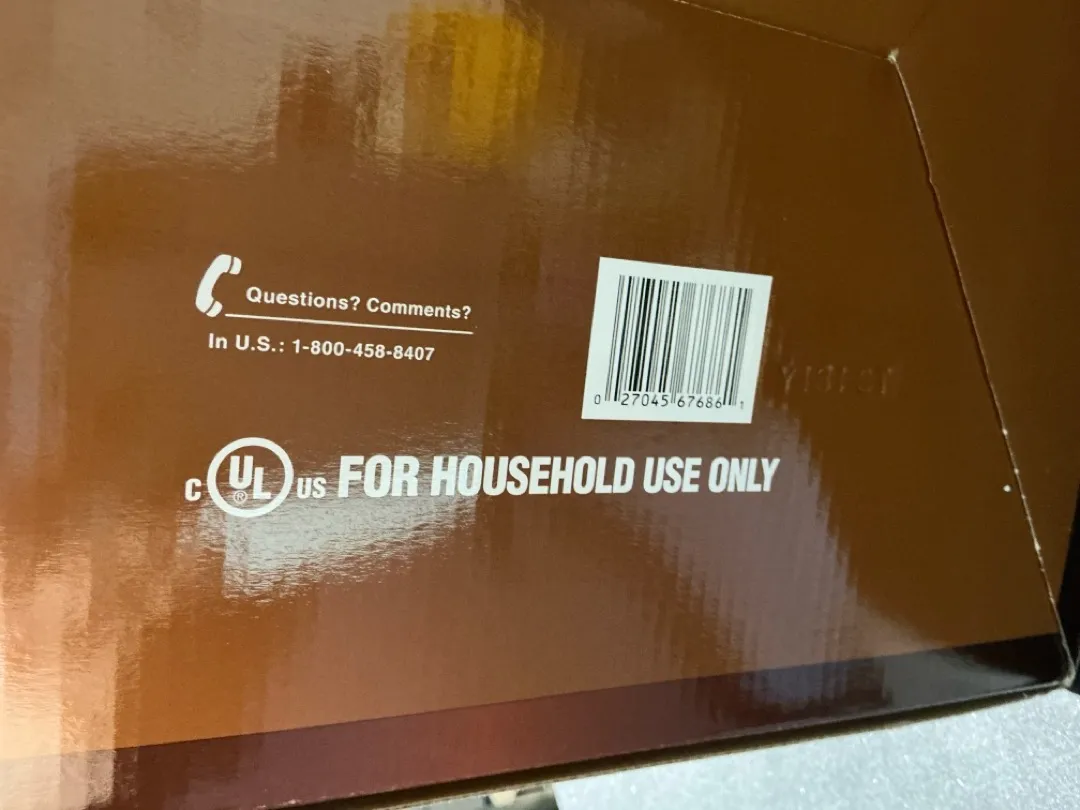 Questions? Comments?
In U.S.: 1-800-458-8407
0 27045 67686 1
C UL® US FOR HOUSEHOLD USE ONLY